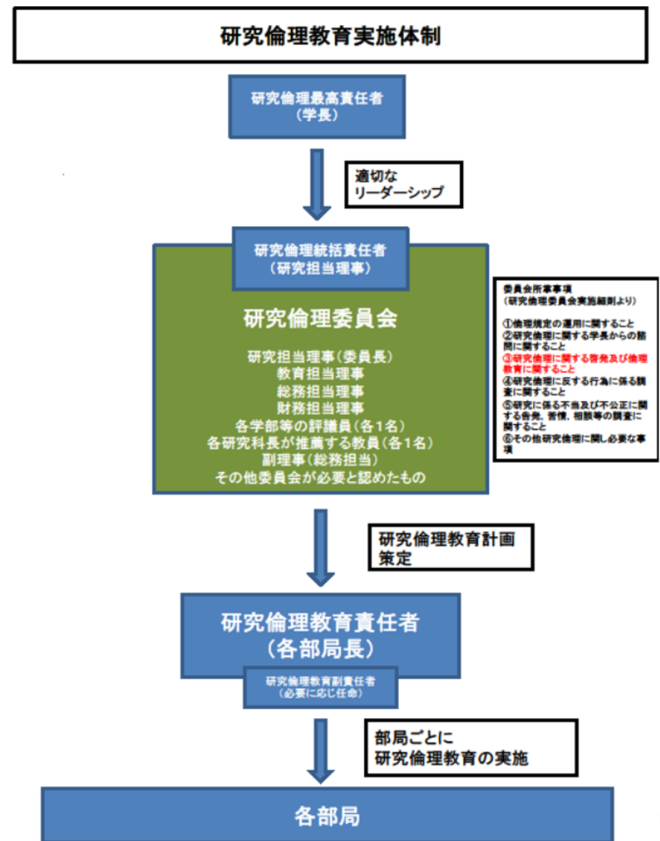 研究倫理教育実施体制
研究倫理最高責任者
（学長）
適切な
リーダーシップ
研究倫理統括責任者
（研究担当理事）
研究倫理委員会
研究担当理事（委員長）
教育担当理事
総務担当理事
財務担当理事
各学部等の評議員（各1名）
各研究科長が推薦する教員（各1名）
副理事（総務担当）
その他委員会が必要と認めたもの
委員会所掌事項
（研究倫理委員会実施細則より）
①倫理規定の運用に関すること
②研究倫理に関する学長からの諮
問に関すること
③研究倫理に関する啓発及び倫理
教育に関すること
④研究倫理に反する行為に係る調
査に関すること
⑤研究に係る不当及び不公正に関
する告発、苦情、相談等の調査に
関すること
⑥その他研究倫理に関し必要な事
項
研究倫理教育計画
策定
研究倫理教育責任者
（各部局長）
研究倫理教育副責任者
（必要に応じ任命）
部局ごとに
研究倫理教育の実施
各部局